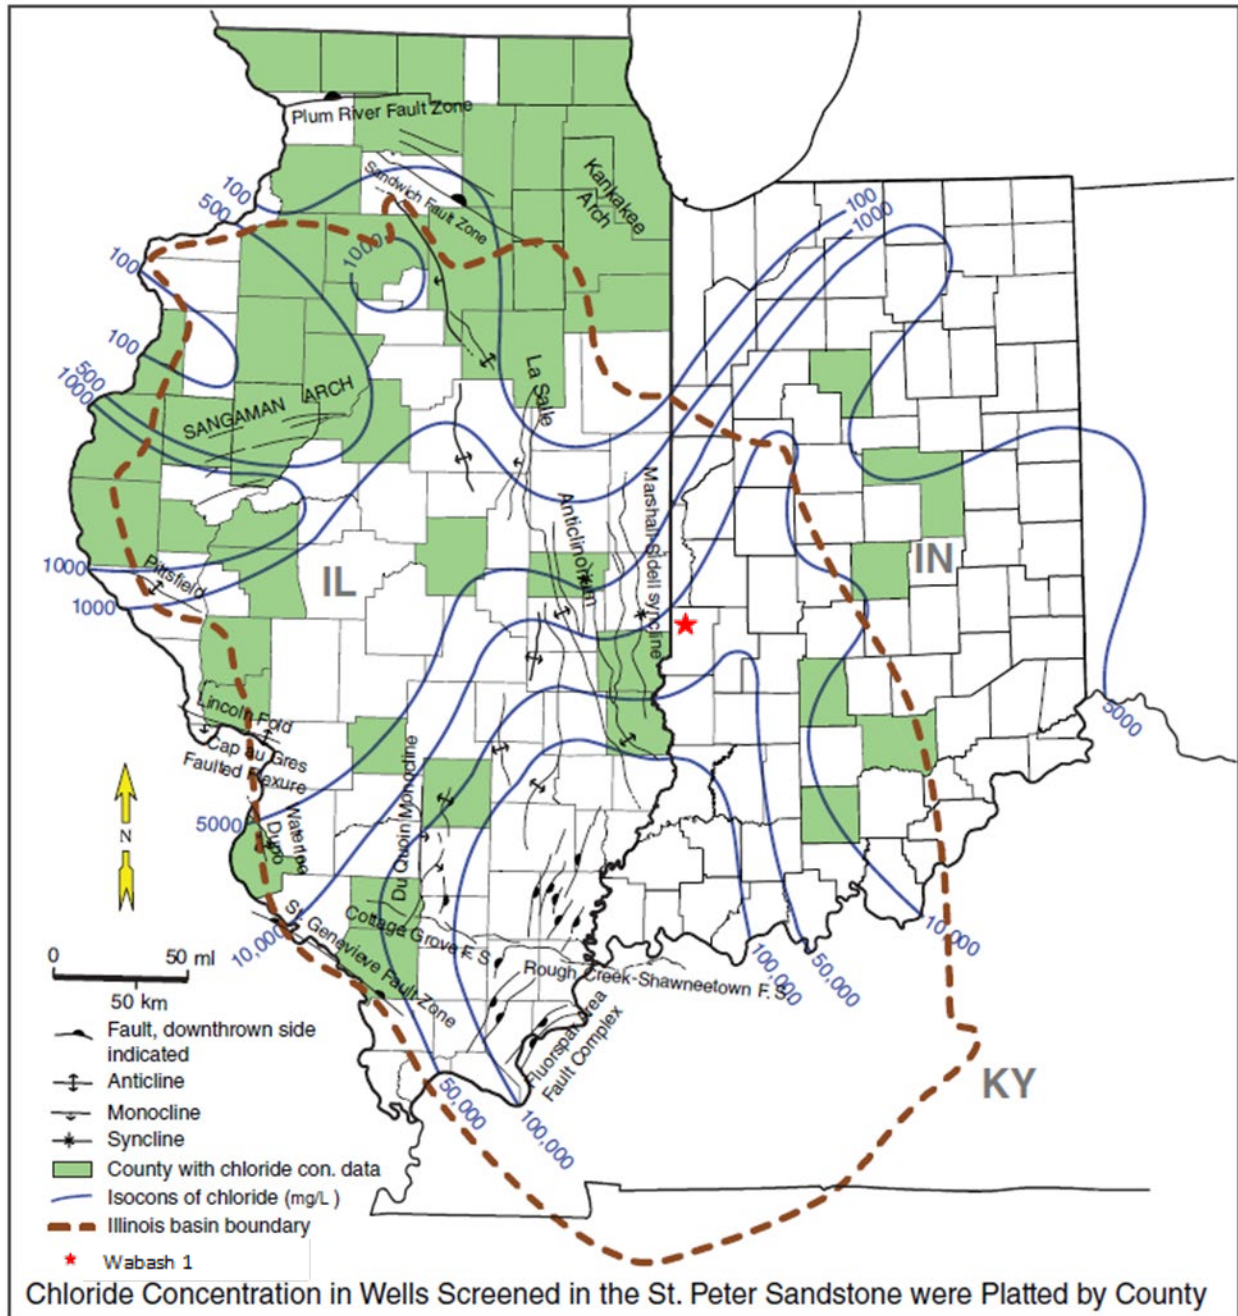 Plum River Fault Zone
Sandwich Fault Zone
Kankakee
Arch
100
500
100
1000
100
1000
100
500
1000
SANGAMAN ARCH
La Salle
Anticlinorium
Marshall-Sidell syncline
IL
IN
1000
Pittsfield
1000
Lincoln Fold
Cap au Gres
Faulted Flexure
5000
5000
Waterloo
Dupo
Du Quoin Monocline
St. Genevieve Fault Zone
Cottage Grove F. S.
Rough Creek-Shawneetown F. S.
Fluorspar Area
Fault Complex
10,000
10,000
100,000
50,000
50,000
100,000
KY
N
0 50 ml
50 km
Fault, downthrown side
indicated
Anticline
Monocline
Syncline
County with chloride con. data
Isocons of chloride (mg/L )
Illinois basin boundary
Wabash 1
Chloride Concentration in Wells Screened in the St. Peter Sandstone were Platted by County